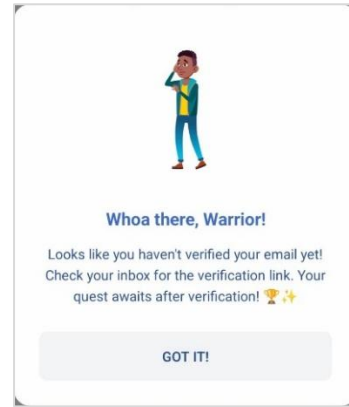 Whoa there, Warrior!
Looks like you haven't verified your email yet!
Check your inbox for the verification link. Your
quest awaits after verification! 🏆✨
GOT IT!